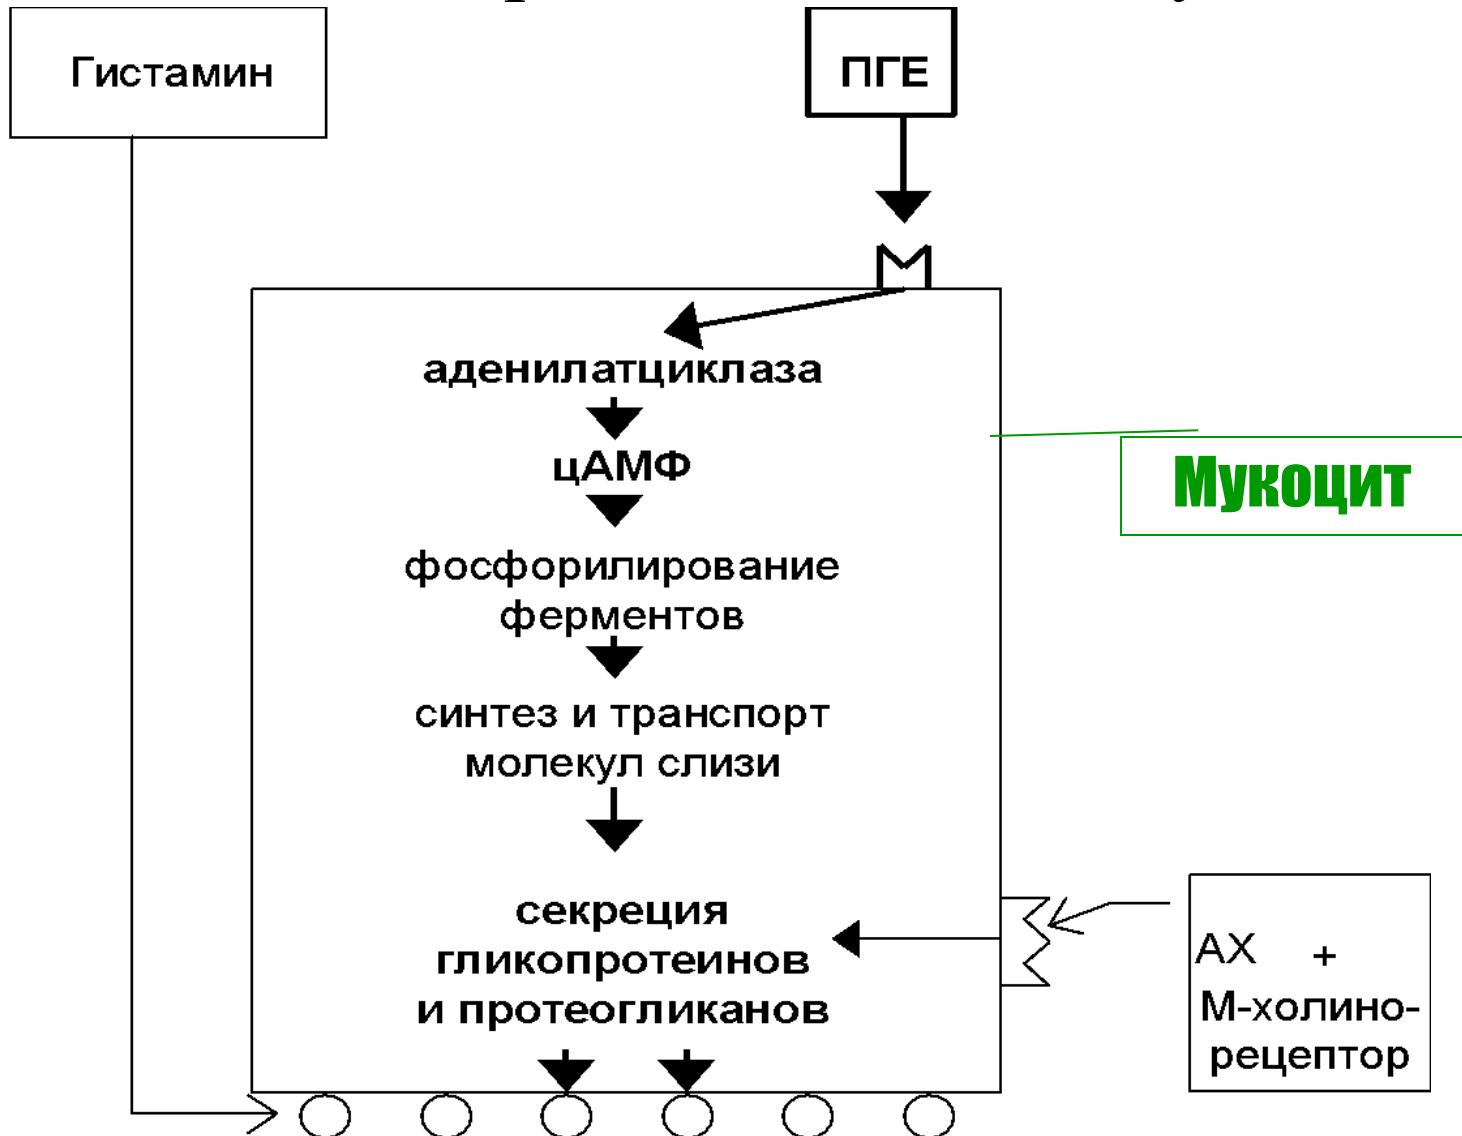 Гистамин
ПГЕ
аденилатциклаза
цАМФ
Мукоцит
фосфорилирование
ферментов
синтез и транспорт
молекул слизи
секреция
гликопротеинов
и протеогликанов
АХ +
М-холино-
рецептор